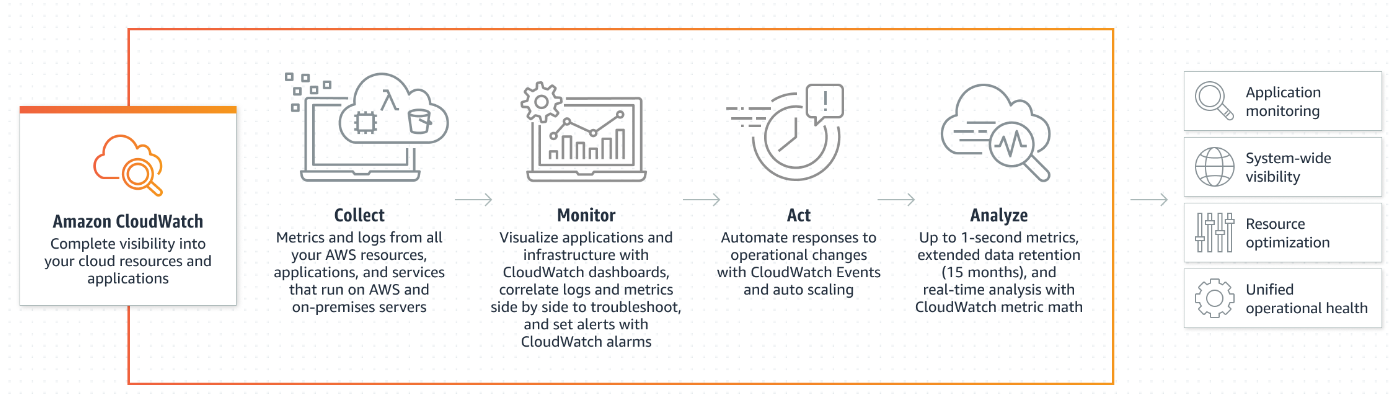 Amazon CloudWatch
Complete visibility into
your cloud resources and
applications
Collect
Metrics and logs from all
your AWS resources,
applications, and services
that run on AWS and
on-premises servers
Monitor
Visualize applications and
infrastructure with
CloudWatch dashboards,
correlate logs and metrics
side by side to troubleshoot,
and set alerts with
CloudWatch alarms
Act
Automate responses to
operational changes
with CloudWatch Events
and auto scaling
Analyze
Up to 1-second metrics,
extended data retention
(15 months), and
real-time analysis with
CloudWatch metric math
Application
monitoring
System-wide
visibility
Resource
optimization
Unified
operational health